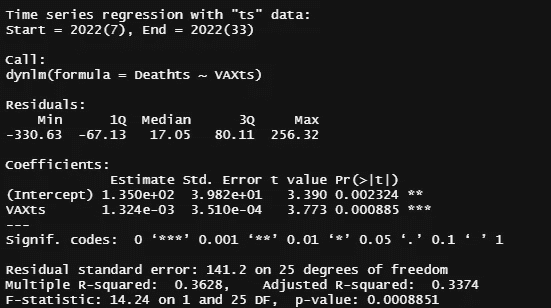 Time series regression with "ts" data:
Start = 2022(7), End = 2022(33)
Call:
dynlm(formula = Deathts ~ VAXts)
Residuals:
Min 1Q Median 3Q Max
-330.63 -67.13 17.05 80.11 256.32
Coefficients:
Estimate Std. Error t value Pr(>|t|)
(Intercept) 1.350e+02 3.982e+01 3.390 0.002324 **
VAXts 1.324e-03 3.510e-04 3.773 0.000885 ***
---
Signif. codes: 0 ‘***’ 0.001 ‘**’ 0.01 ‘*’ 0.05 ‘.’ 0.1 ‘ ’ 1
Residual standard error: 141.2 on 25 degrees of freedom
Multiple R-squared: 0.3628, Adjusted R-squared: 0.3374
F-statistic: 14.24 on 1 and 25 DF, p-value: 0.0008851